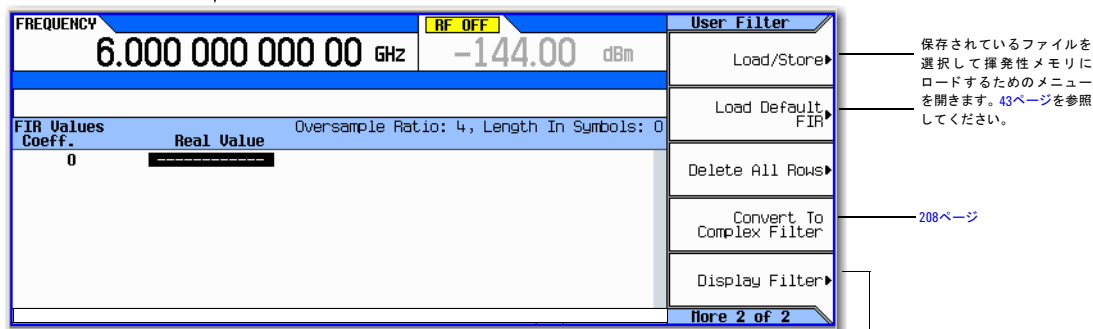 FREQUENCY
6.000 000 000 00 GHz
RF OFF
-144.00 dBm
FIR Values
Oversample Ratio: 4, Length In Symbols: 0
Coeff. Real Value
0 ------------
User Filter
Load/Store
Load Default
FIR
Delete All Rows
Convert To
Complex Filter
Display Filter
More 2 of 2
保存されているファイルを
選択して揮発性メモリに
ロードするためのメニュー
を開きます。43ページを参照
してください。
208ページ